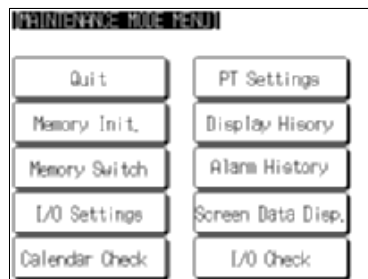 [MAINTENANCE MODE MENU]
Quit
PT Settings
Memory Init.
Display Hisory
Memory Switch
Alarm History
I/O Settings
Screen Data Disp.
Calendar Check
I/O Check